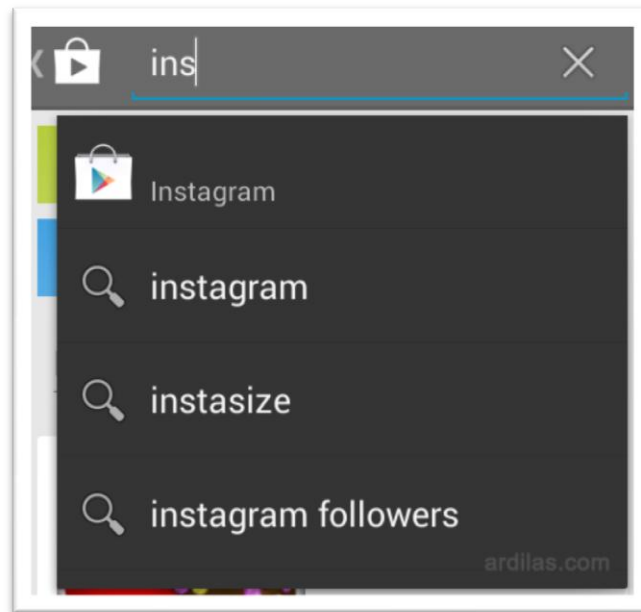 ins
Instagram
instagram
instasize
instagram followers
ardilas.com